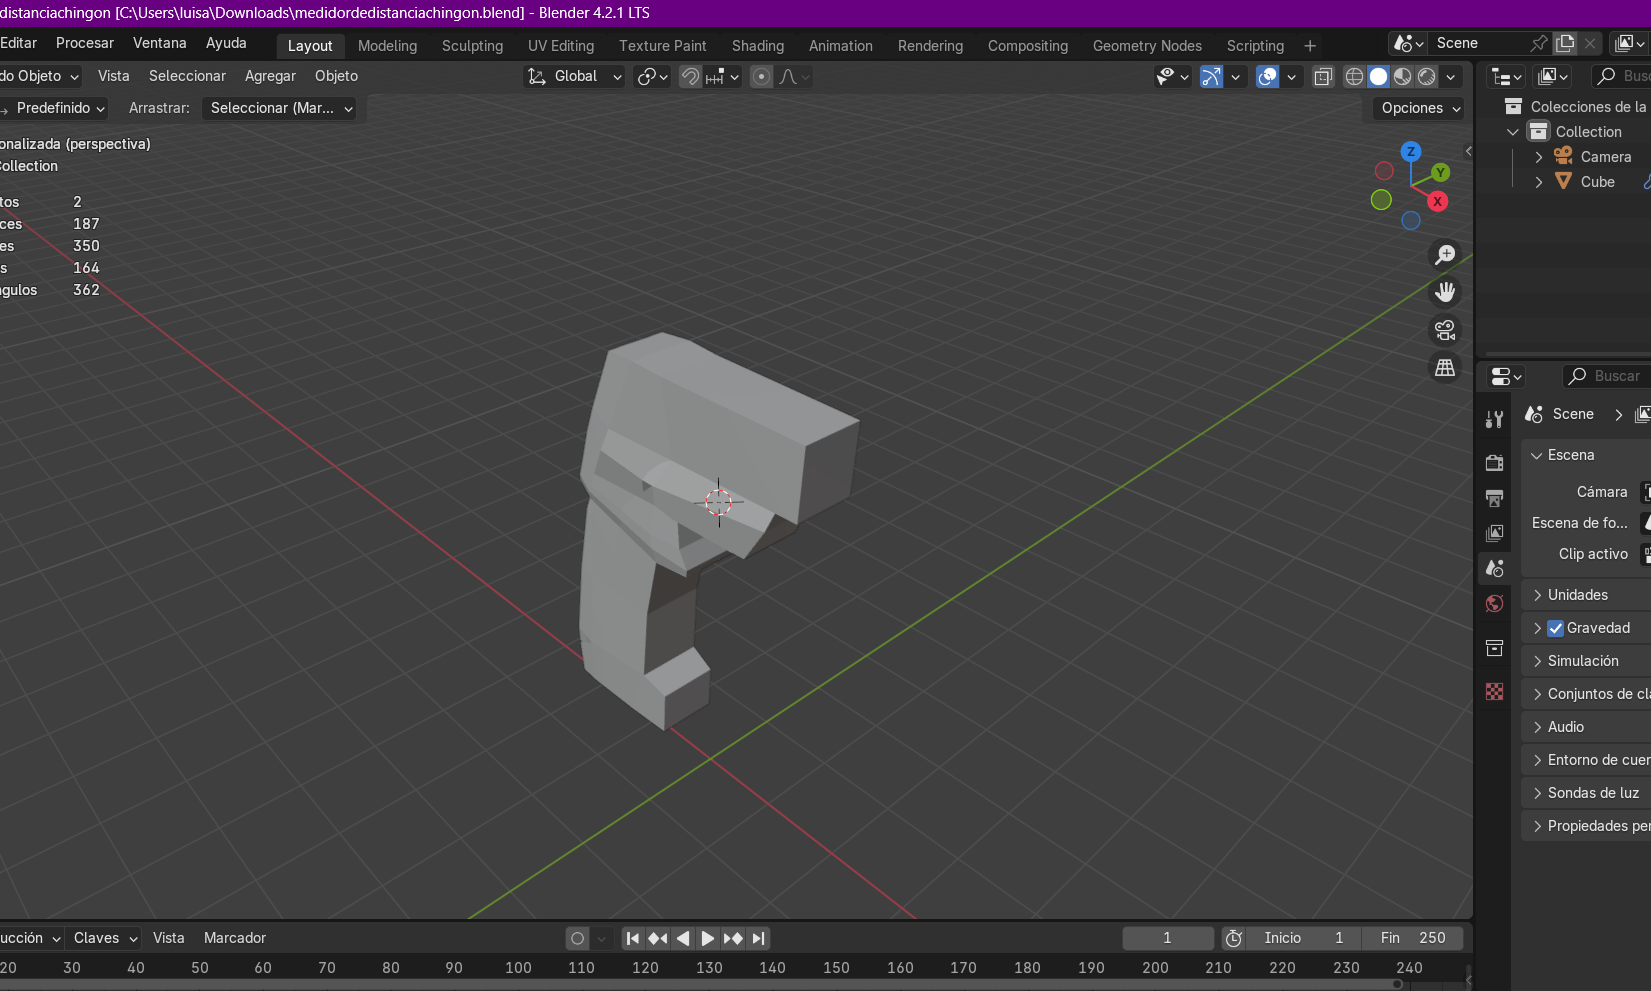 distanciachingon [C:\Users\luisa\Downloads\medidordedistanciachingon.blend] - Blender 4.2.1 LTS
Editar Procesar Ventana Ayuda Layout Modeling Sculpting UV Editing Texture Paint Shading Animation Rendering Compositing Geometry Nodes Scripting + Scene
do Objeto Vista Seleccionar Agregar Objeto Global Busc
Predefinido Arrastrar: Seleccionar (Mar... Opciones
Colecciones de la
onalizada (perspectiva)
Collection
Collection
Camera
Cube
Z
Y
X
tos 2
ces 187
es 350
s 164
ngulos 362
Buscar
Scene
Escena
Cámara
Escena de fo...
Clip activo
Unidades
Gravedad
Simulación
Conjuntos de cla
Audio
Entorno de cuer
Sondas de luz
Propiedades per
ucción Claves Vista Marcador 1 Inicio 1 Fin 250
20 30 40 50 60 70 80 90 100 110 120 130 140 150 160 170 180 190 200 210 220 230 240